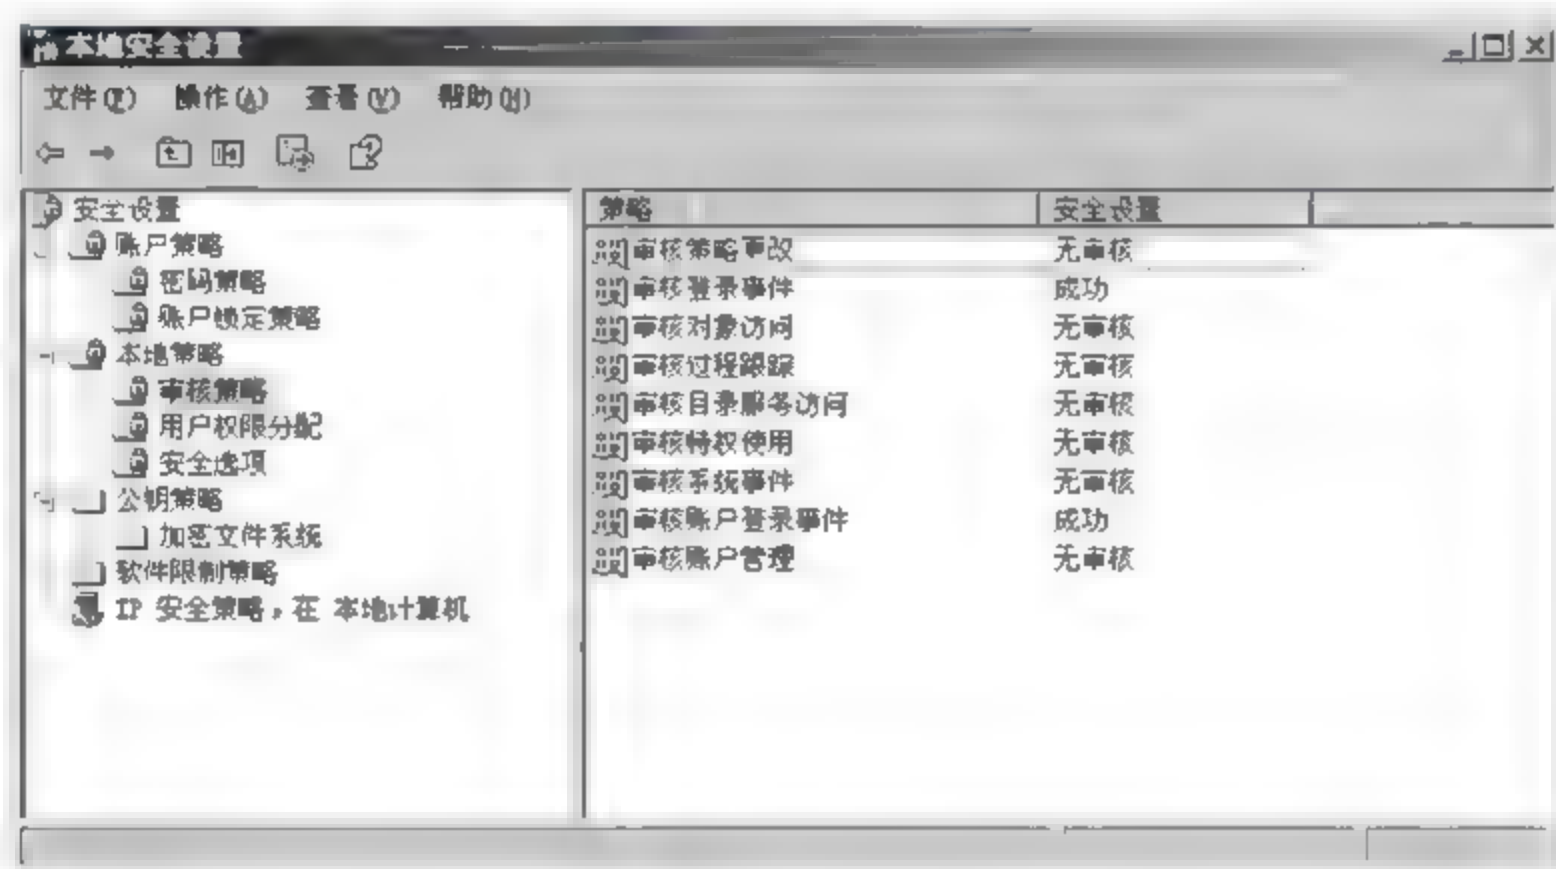 本地安全设置
文件(F) 操作(A) 查看(V) 帮助(H)
安全设置
账户策略
密码策略
账户锁定策略
本地策略
审核策略
用户权限分配
安全选项
公钥策略
加密文件系统
软件限制策略
IP 安全策略，在 本地计算机
策略 安全设置
审核策略更改 无审核
审核登录事件 成功
审核对象访问 无审核
审核过程跟踪 无审核
审核目录服务访问 无审核
审核特权使用 无审核
审核系统事件 无审核
审核账户登录事件 成功
审核账户管理 无审核